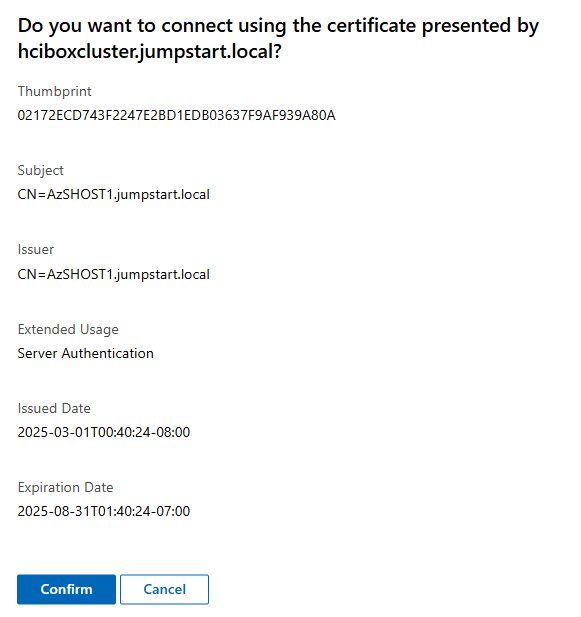 Do you want to connect using the certificate presented by
hciboxcluster.jumpstart.local?
Thumbprint
02172ECD743F2247E2BD1EDB03637F9AF939A80A
Subject
CN=AzSHOST1.jumpstart.local
Issuer
CN=AzSHOST1.jumpstart.local
Extended Usage
Server Authentication
Issued Date
2025-03-01T00:40:24-08:00
Expiration Date
2025-08-31T01:40:24-07:00
Confirm
Cancel